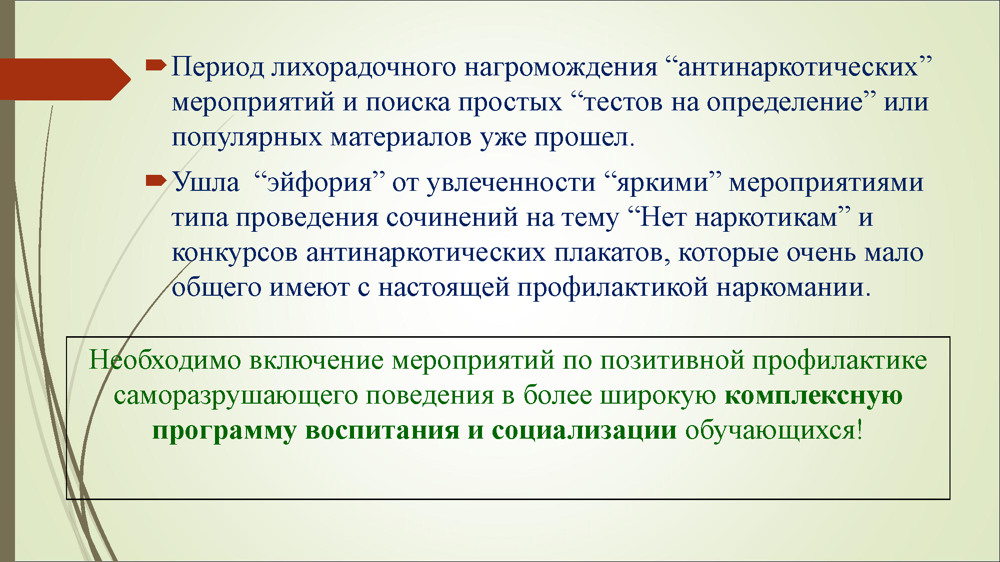 Период лихорадочного нагромождения “антинаркотических”
мероприятий и поиска простых “тестов на определение” или
популярных материалов уже прошел.
Ушла “эйфория” от увлеченности “яркими” мероприятиями
типа проведения сочинений на тему “Нет наркотикам” и
конкурсов антинаркотических плакатов, которые очень мало
общего имеют с настоящей профилактикой наркомании.
Необходимо включение мероприятий по позитивной профилактике
саморазрушающего поведения в более широкую комплексную
программу воспитания и социализации обучающихся!